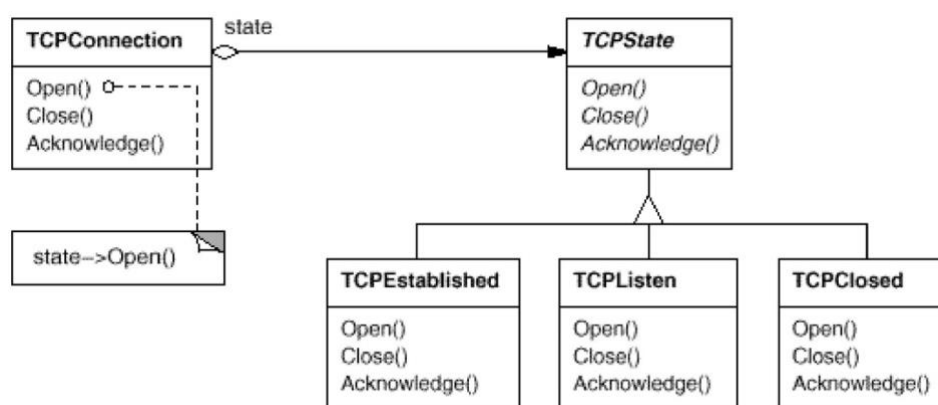 state
TCPConnection
Open()
Close()
Acknowledge()
state->Open()
TCPState
Open()
Close()
Acknowledge()
TCPEstablished
Open()
Close()
Acknowledge()
TCPListen
Open()
Close()
Acknowledge()
TCPClosed
Open()
Close()
Acknowledge()